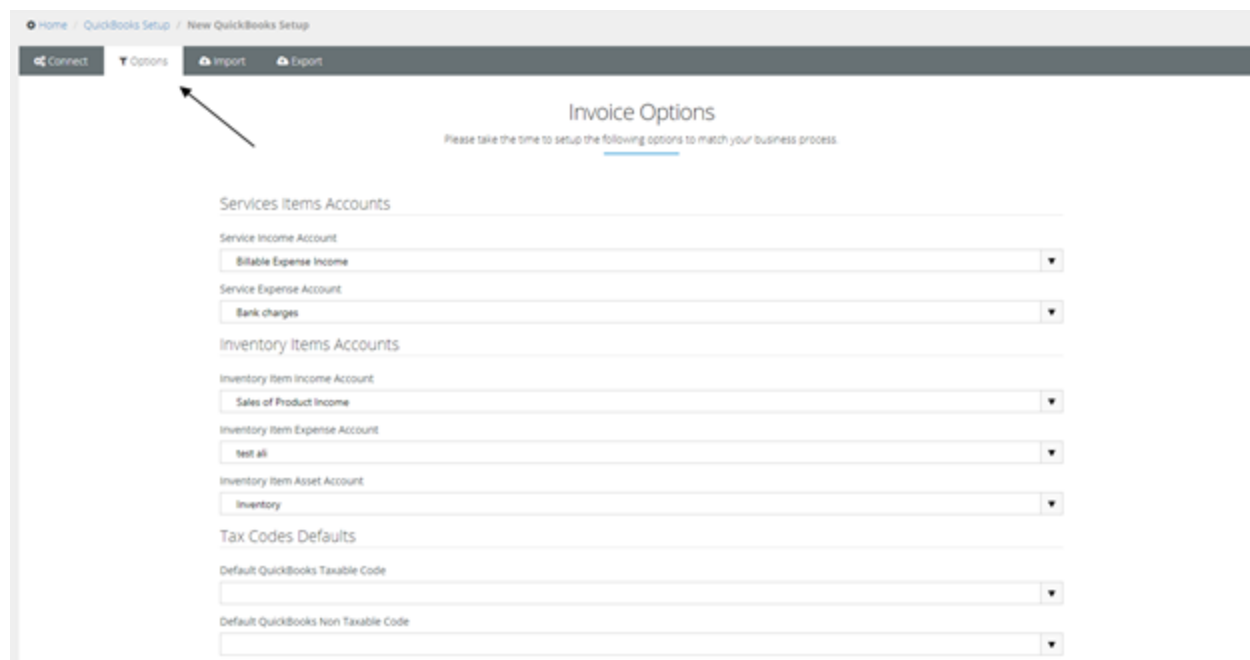 Home / QuickBooks Setup / New QuickBooks Setup
Connect Options Import Export
Invoice Options
Please take the time to setup the following options to match your business process.
Services Items Accounts
Service Income Account
Billable Expense Income
Service Expense Account
Bank charges
Inventory Items Accounts
Inventory Item Income Account
Sales of Product Income
Inventory Item Expense Account
test ali
Inventory Item Asset Account
Inventory
Tax Codes Defaults
Default QuickBooks Taxable Code
Default QuickBooks Non Taxable Code